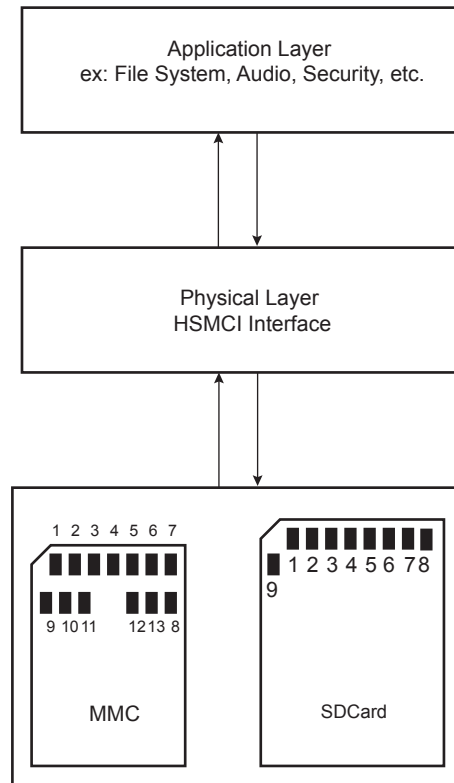 Application Layer
ex: File System, Audio, Security, etc.
Physical Layer
HSMCI Interface
1 2 3 4 5 6 7
9 10 11 12 13 8
MMC
1 2 3 4 5 6 7 8
9
SDCard